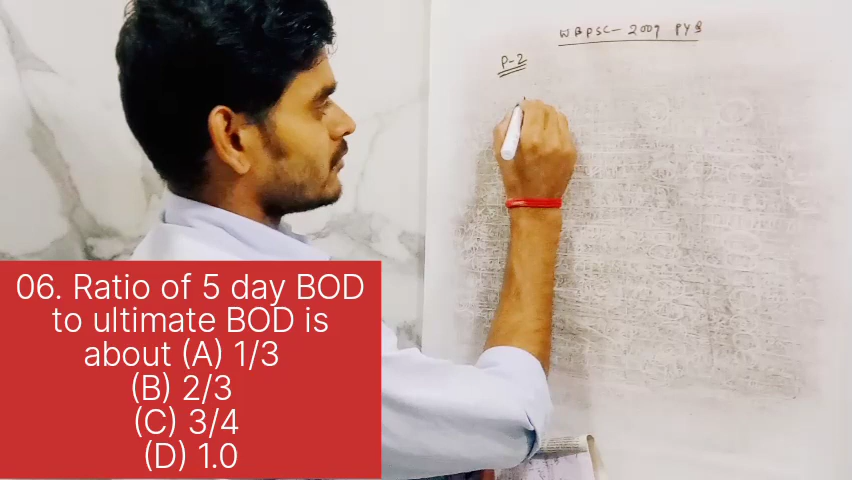 WBPSC- 2009 PYQ
P-2
06. Ratio of 5 day BOD
to ultimate BOD is
about (A) 1/3
(B) 2/3
(C) 3/4
(D) 1.0